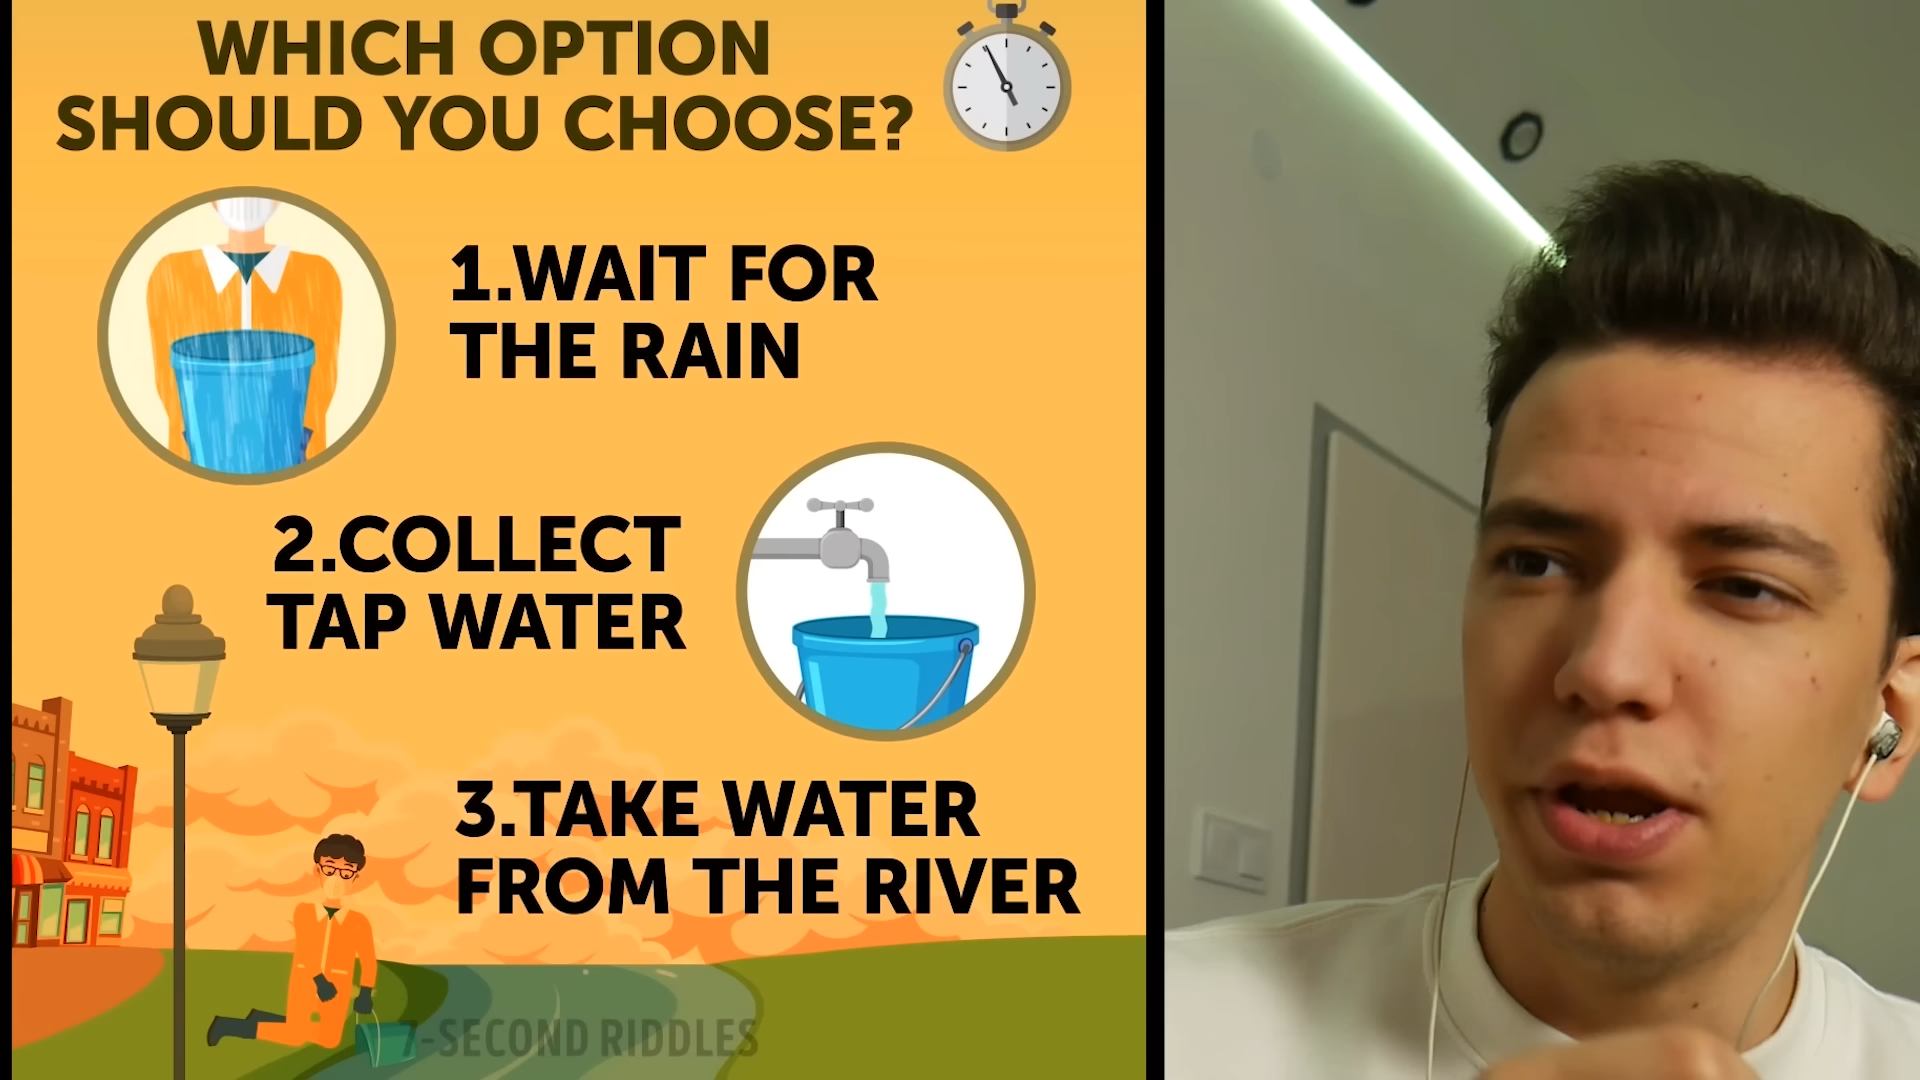 WHICH OPTION
SHOULD YOU CHOOSE?
1.WAIT FOR
THE RAIN
2.COLLECT
TAP WATER
3.TAKE WATER
FROM THE RIVER
7-SECOND RIDDLES